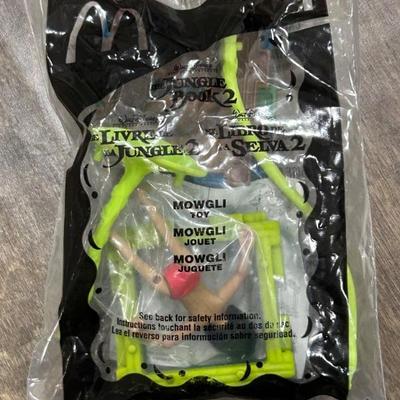 THE JUNGLE
BOOK 2
LE LIVRE DE
LA JUNGLE 2
EL LIBRO DE
LA SELVA 2
MOWGLI
TOY
MOWGLI
JOUET
MOWGLI
JUGUETE
See back for safety information.
Instructions touchant la sécurité au dos du sac.
Lea el reverso para información sobre seguridad.